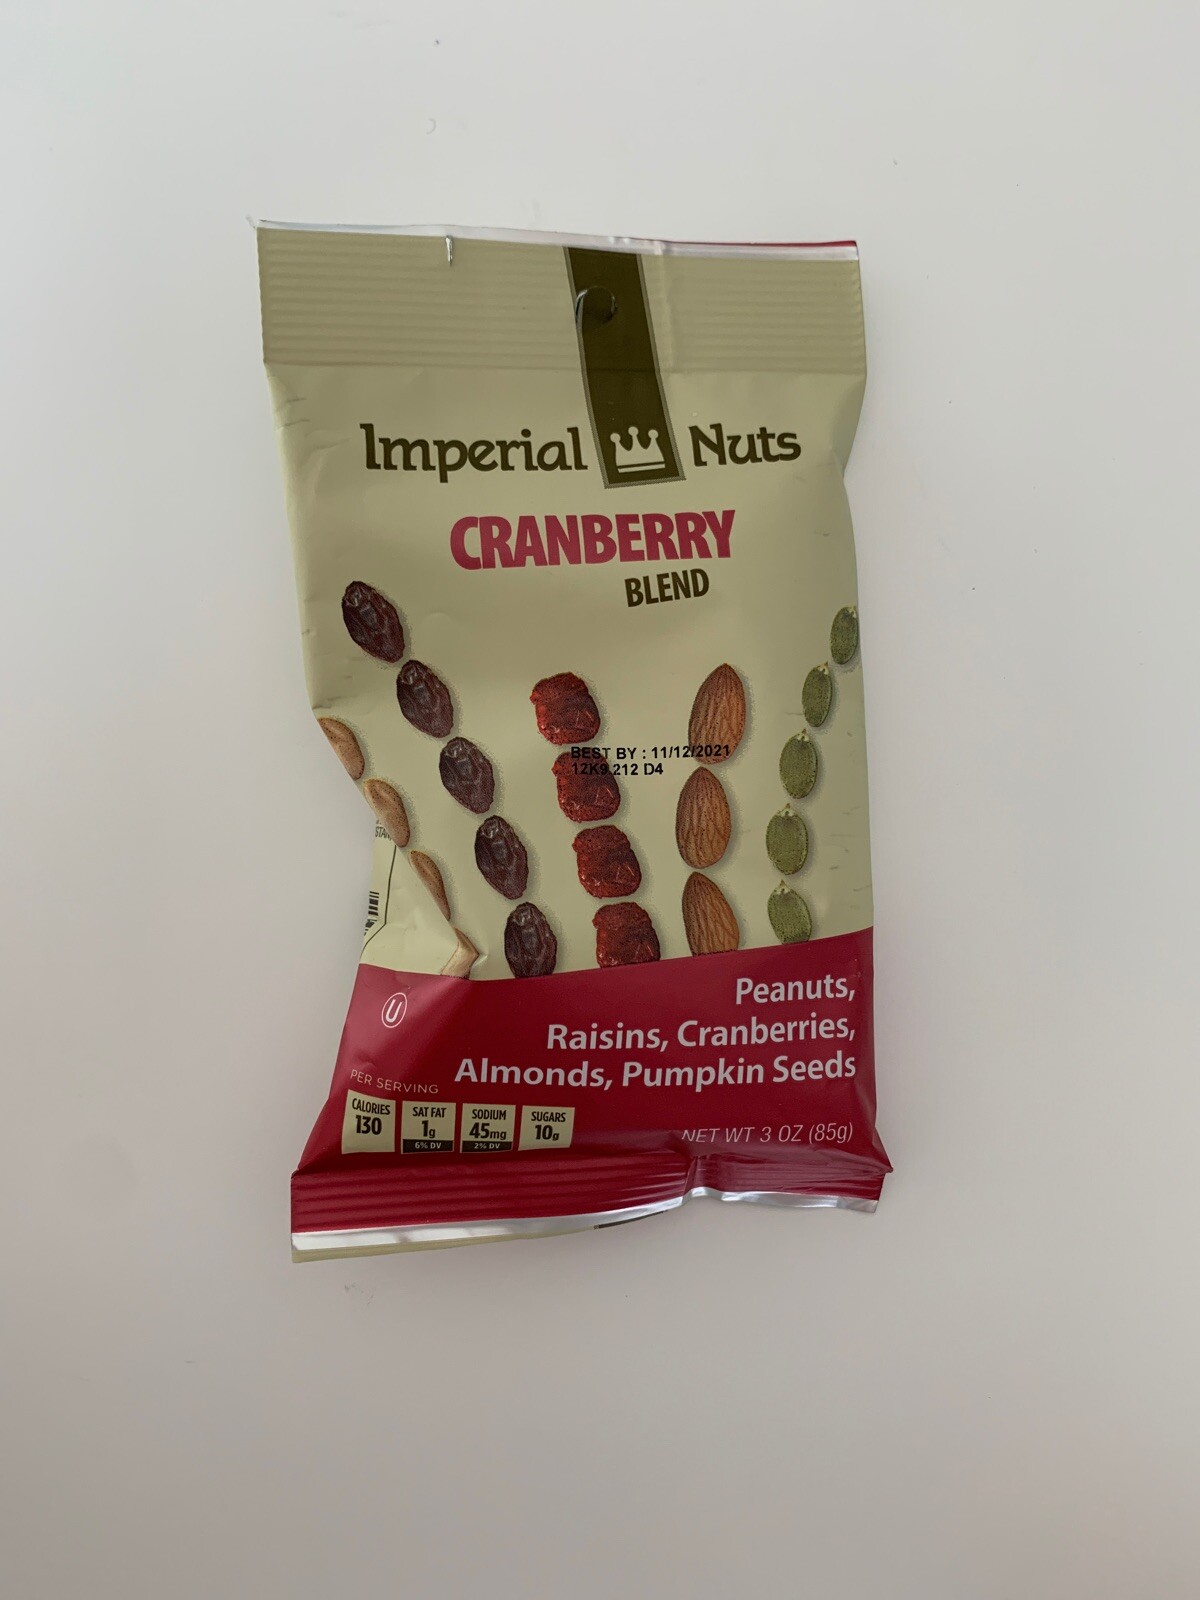 Imperial Nuts
CRANBERRY
BLEND
BEST BY : 11/12/2021
12K9.212 D4
U
Peanuts,
Raisins, Cranberries,
Almonds, Pumpkin Seeds
PER SERVING
CALORIES
130
SAT FAT
1g
6% DV
SODIUM
45mg
2% DV
SUGARS
10g
NET WT 3 OZ (85g)